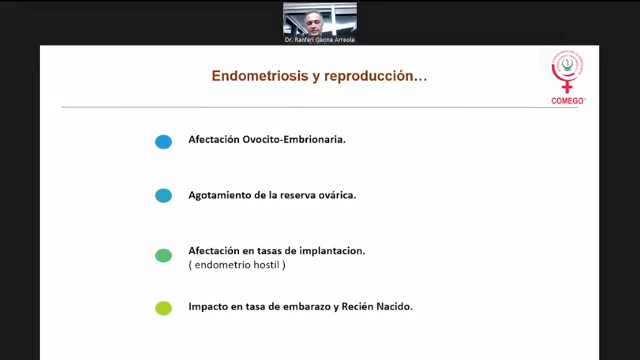 Dr. Ranferi Gaona Arreola
Endometriosis y reproducción...
COMEGO
Afectación Ovocito-Embrionaria.
Agotamiento de la reserva ovárica.
Afectación en tasas de implantacion.
( endometrio hostil )
Impacto en tasa de embarazo y Recién Nacido.